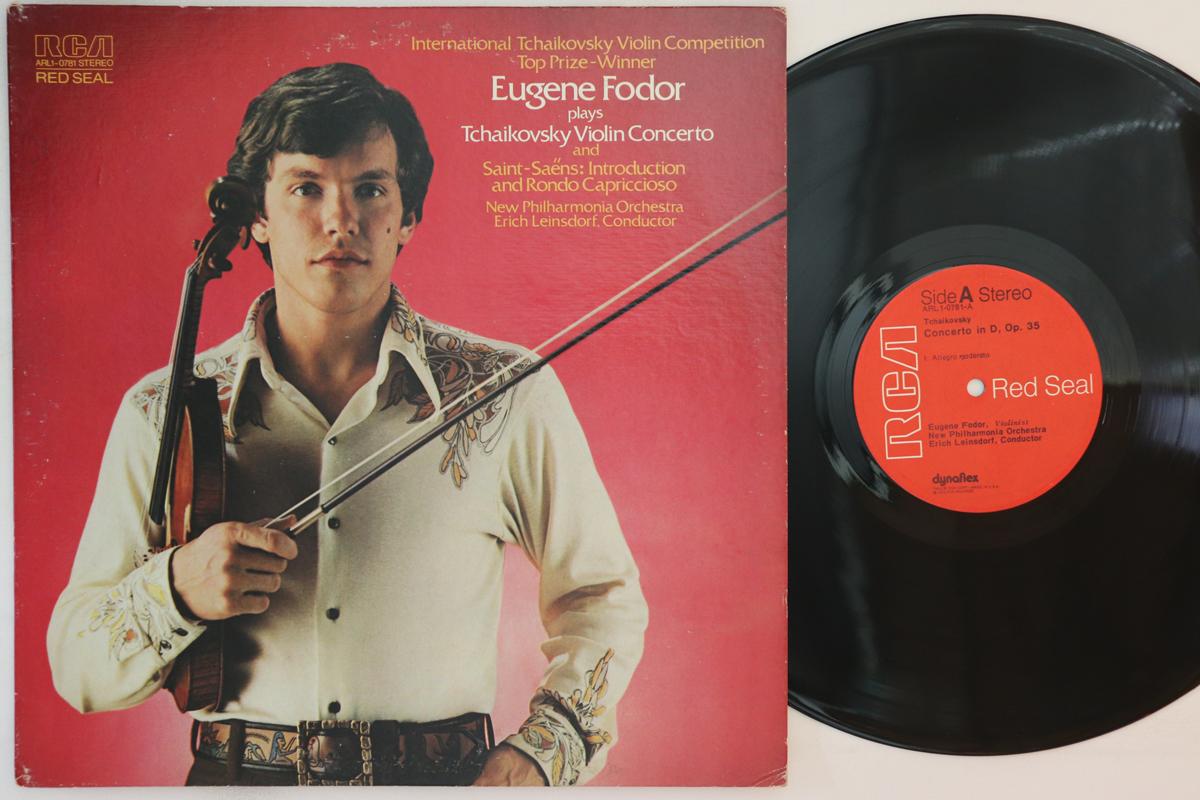 RCA
ARL1-0781 STEREO
RED SEAL
International Tchaikovsky Violin Competition
Top Prize-Winner
Eugene Fodor
plays
Tchaikovsky Violin Concerto
and
Saint-Saëns: Introduction
and Rondo Capriccioso
New Philharmonia Orchestra
Erich Leinsdorf, Conductor
Side A Stereo
ARL1-0781-A
Tchaikovsky
Concerto in D, Op. 35
I: Allegro moderato
RCA
Red Seal
Eugene Fodor, Violinist
New Philharmonia Orchestra
Erich Leinsdorf, Conductor
dynaflex